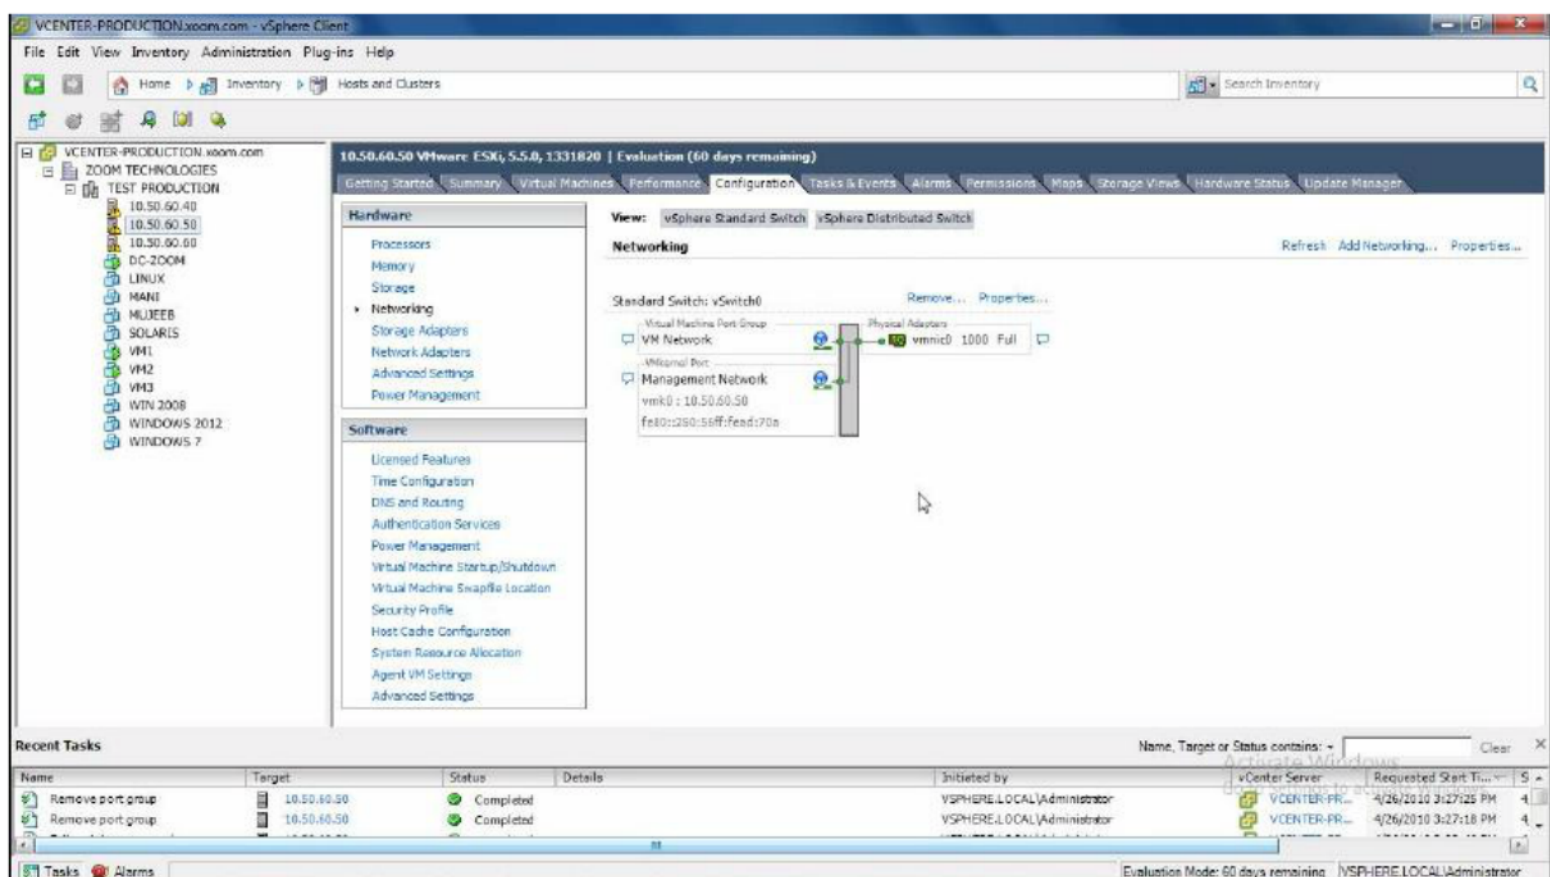 VCENTER-PRODUCTION.xoom.com - vSphere Client
File Edit View Inventory Administration Plug-ins Help
Home Inventory Hosts and Clusters
Search Inventory
VCENTER-PRODUCTION.xoom.com
ZOOM TECHNOLOGIES
TEST PRODUCTION
10.50.60.40
10.50.60.50
10.50.60.60
DC-ZOOM
LINUX
MANI
MUJEEB
SOLARIS
VM1
VM2
VM3
WIN 2008
WINDOWS 2012
WINDOWS 7
10.50.60.50 VMware ESXi, 5.5.0, 1331820 | Evaluation (60 days remaining)
Getting Started Summary Virtual Machines Performance Configuration Tasks & Events Alarms Permissions Maps Storage Views Hardware Status Update Manager
Hardware
Processors
Memory
Storage
Networking
Storage Adapters
Network Adapters
Advanced Settings
Power Management
Software
Licensed Features
Time Configuration
DNS and Routing
Authentication Services
Power Management
Virtual Machine Startup/Shutdown
Virtual Machine Swapfile Location
Security Profile
Host Cache Configuration
System Resource Allocation
Agent VM Settings
Advanced Settings
View: vSphere Standard Switch vSphere Distributed Switch
Networking
Refresh Add Networking... Properties...
Standard Switch: vSwitch0 Remove... Properties...
Virtual Machine Port Group
VM Network
Physical Adapters
vmnic0 1000 Full
VMkernel Port
Management Network
vmk0 : 10.50.60.50
Recent Tasks
Name, Target or Status contains:
Clear
Activate Windows
Name Target Status Details Initiated by vCenter Server Requested Start Ti... S
Remove port group 10.50.60.50 Completed VSPHERE.LOCAL\Administrator VCENTER-PR... 4/26/2010 3:27:25 PM 4
Remove port group 10.50.60.50 Completed VSPHERE.LOCAL\Administrator VCENTER-PR... 4/26/2010 3:27:18 PM 4
Tasks Alarms
Evaluation Mode: 60 days remaining VSPHERE.LOCAL\Administrator